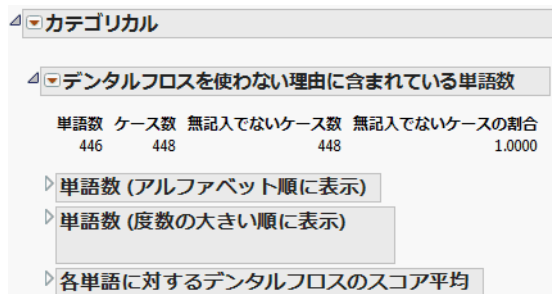 カテゴリカル
デンタルフロスを使わない理由に含まれている単語数
単語数 ケース数 無記入でないケース数 無記入でないケースの割合
446 448 448 1.0000
単語数 (アルファベット順に表示)
単語数 (度数の大きい順に表示)
各単語に対するデンタルフロスのスコア平均